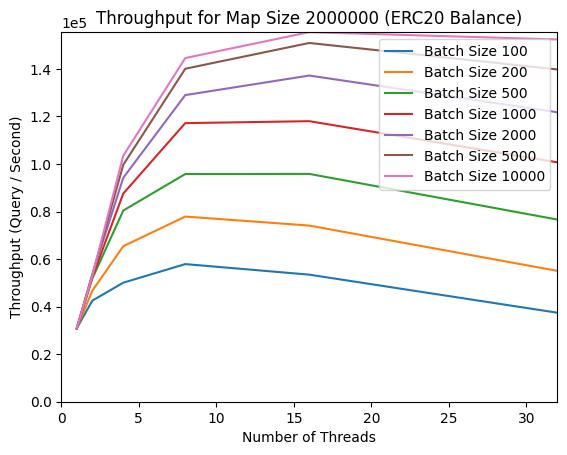 Throughput for Map Size 2000000 (ERC20 Balance)
1e5
1.4
1.2
1.0
0.8
0.6
0.4
0.2
0.0
Throughput (Query / Second)
Batch Size 100
Batch Size 200
Batch Size 500
Batch Size 1000
Batch Size 2000
Batch Size 5000
Batch Size 10000
0 5 10 15 20 25 30
Number of Threads